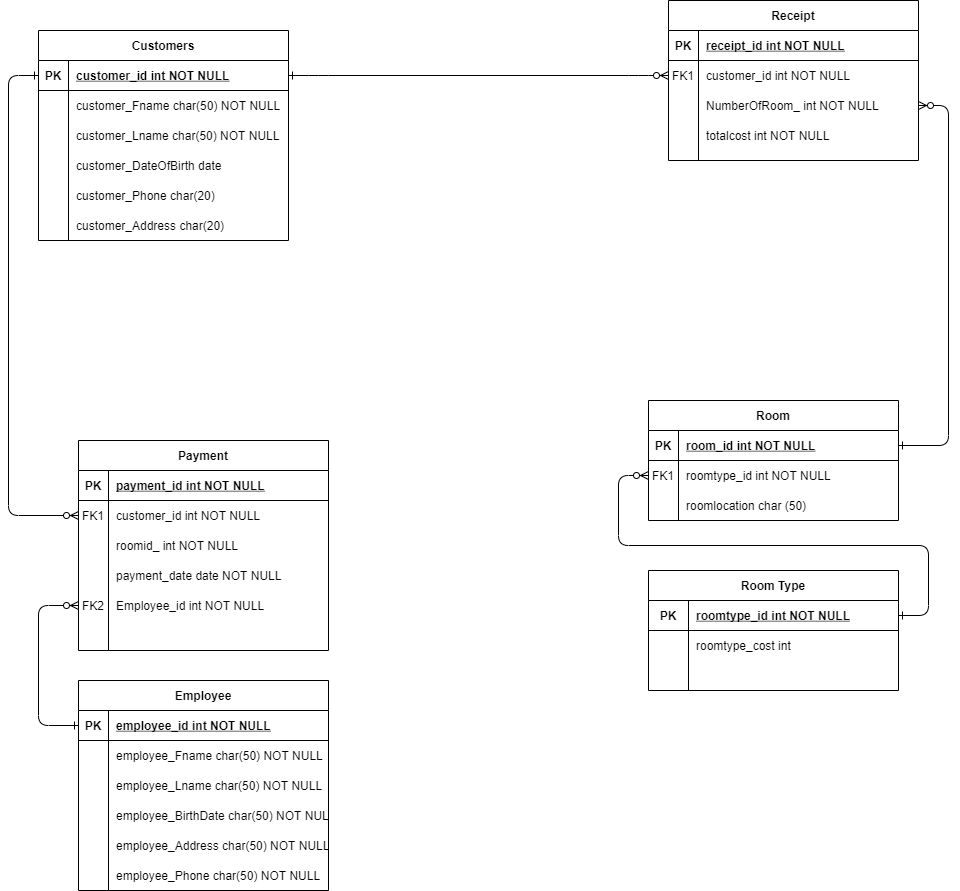 Customers
PK customer_id int NOT NULL
customer_Fname char(50) NOT NULL
customer_Lname char(50) NOT NULL
customer_DateOfBirth date
customer_Phone char(20)
customer_Address char(20)
Receipt
PK receipt_id int NOT NULL
FK1 customer_id int NOT NULL
NumberOfRoom_ int NOT NULL
totalcost int NOT NULL
Payment
PK payment_id int NOT NULL
FK1 customer_id int NOT NULL
roomid_ int NOT NULL
payment_date date NOT NULL
FK2 Employee_id int NOT NULL
Room
PK room_id int NOT NULL
FK1 roomtype_id int NOT NULL
roomlocation char (50)
Room Type
PK roomtype_id int NOT NULL
roomtype_cost int
Employee
PK employee_id int NOT NULL
employee_Fname char(50) NOT NULL
employee_Lname char(50) NOT NULL
employee_BirthDate char(50) NOT NUL
employee_Address char(50) NOT NULL
employee_Phone char(50) NOT NULL